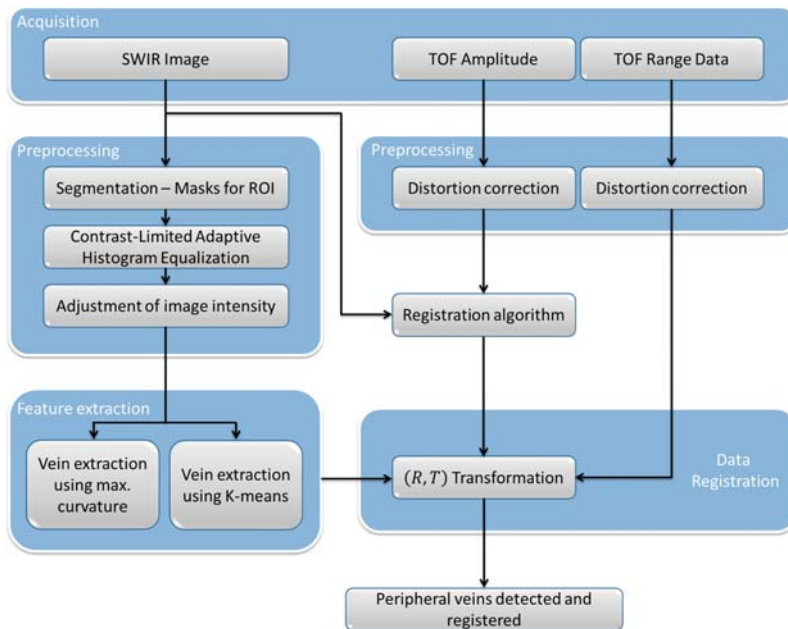 Acquisition
SWIR Image
TOF Amplitude
TOF Range Data
Preprocessing
Segmentation – Masks for ROI
Contrast-Limited Adaptive
Histogram Equalization
Adjustment of image intensity
Preprocessing
Distortion correction
Distortion correction
Registration algorithm
Feature extraction
Vein extraction
using max.
curvature
Vein extraction
using K-means
(R,T) Transformation
Data
Registration
Peripheral veins detected and
registered